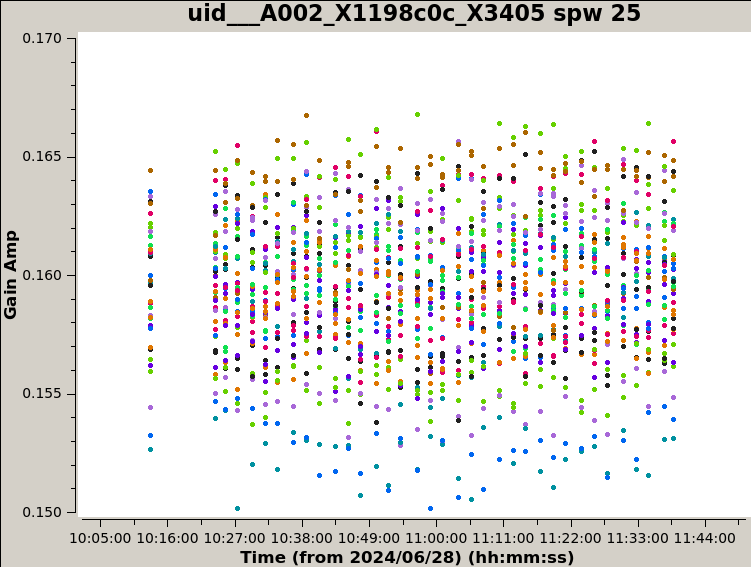 uid___A002_X1198c0c_X3405 spw 25
0.170
0.165
0.160
0.155
0.150
Gain Amp
10:05:00 10:16:00 10:27:00 10:38:00 10:49:00 11:00:00 11:11:00 11:22:00 11:33:00 11:44:00
Time (from 2024/06/28) (hh:mm:ss)